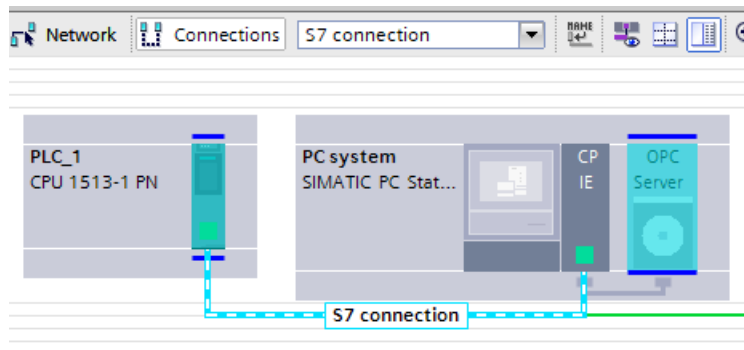 Network Connections S7 connection NAME
PLC_1
CPU 1513-1 PN
PC system
SIMATIC PC Stat...
CP
IE
OPC
Server
S7 connection